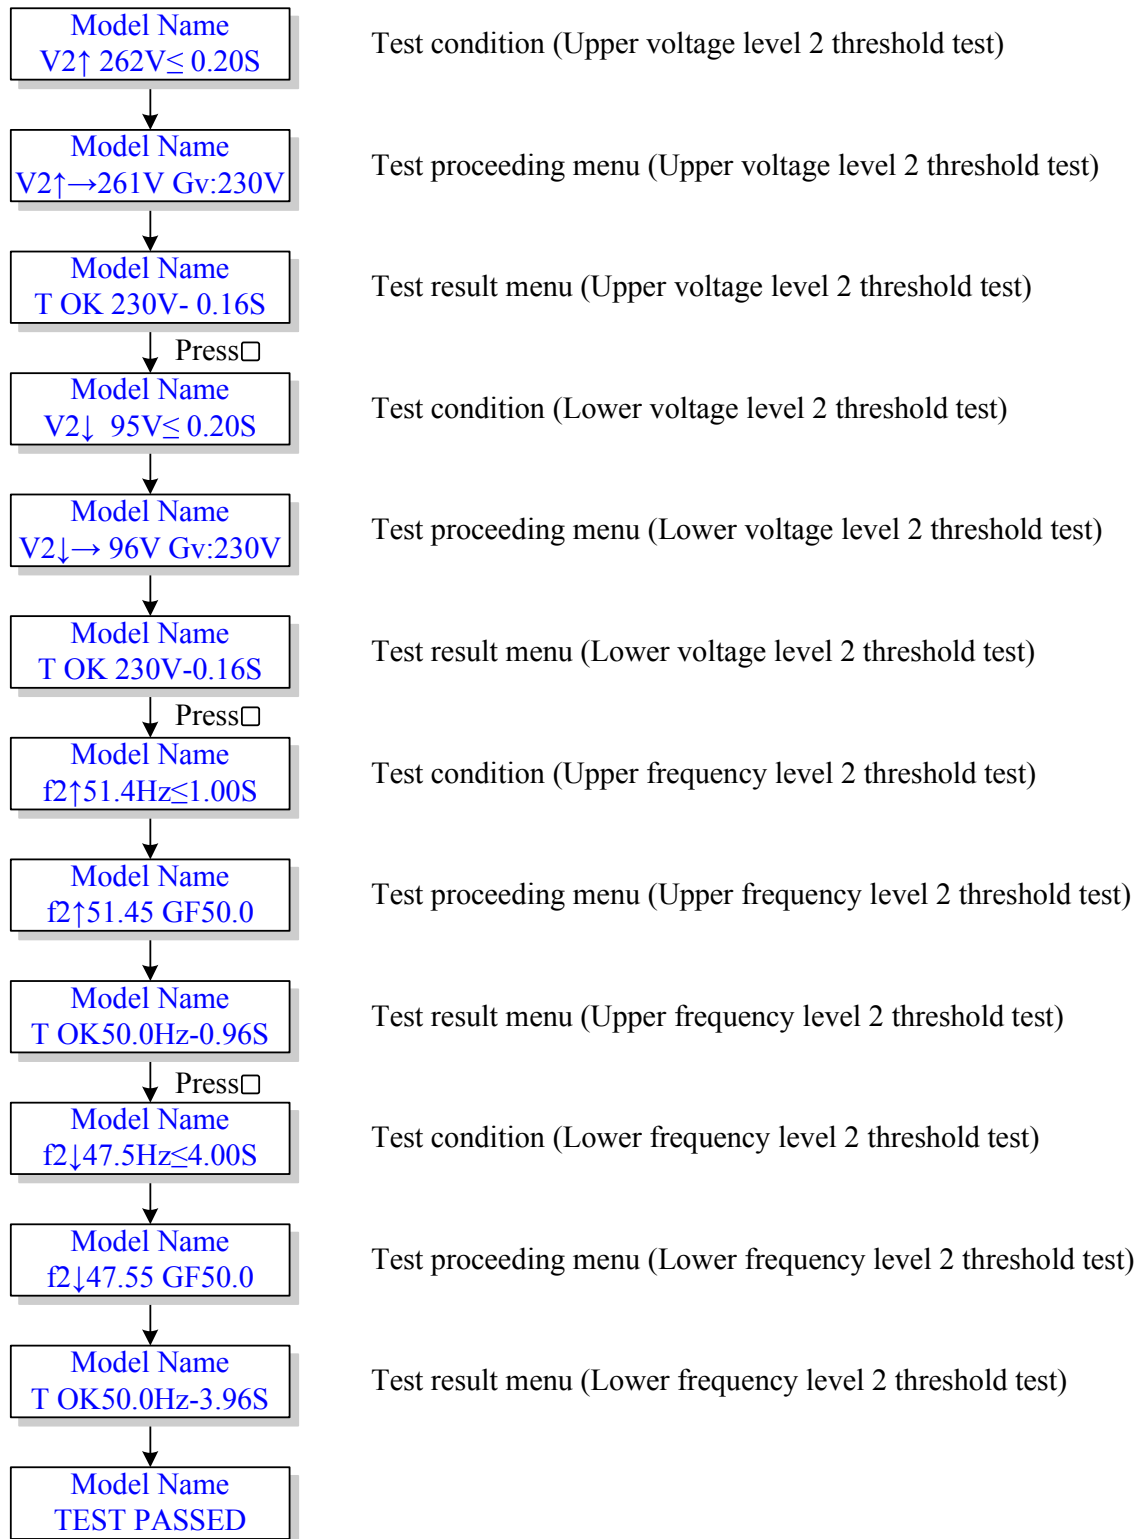 Model Name
V2↑ 262V≤ 0.20S
Test condition (Upper voltage level 2 threshold test)
Model Name
V2↑→261V Gv:230V
Test proceeding menu (Upper voltage level 2 threshold test)
Model Name
T OK 230V- 0.16S
Test result menu (Upper voltage level 2 threshold test)
Press□
Model Name
V2↓ 95V≤ 0.20S
Test condition (Lower voltage level 2 threshold test)
Model Name
V2↓→ 96V Gv:230V
Test proceeding menu (Lower voltage level 2 threshold test)
Model Name
T OK 230V-0.16S
Test result menu (Lower voltage level 2 threshold test)
Press□
Model Name
f2↑51.4Hz≤1.00S
Test condition (Upper frequency level 2 threshold test)
Model Name
f2↑51.45 GF50.0
Test proceeding menu (Upper frequency level 2 threshold test)
Model Name
T OK50.0Hz-0.96S
Test result menu (Upper frequency level 2 threshold test)
Press□
Model Name
f2↓47.5Hz≤4.00S
Test condition (Lower frequency level 2 threshold test)
Model Name
f2↓47.55 GF50.0
Test proceeding menu (Lower frequency level 2 threshold test)
Model Name
T OK50.0Hz-3.96S
Test result menu (Lower frequency level 2 threshold test)
Model Name
TEST PASSED